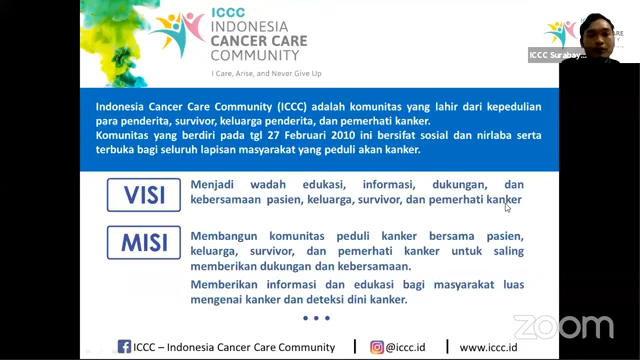 ICCC
INDONESIA
CANCER CARE
COMMUNITY
I Care, Arise, and Never Give Up
ICCC Surabay...
Indonesia Cancer Care Community (ICCC) adalah komunitas yang lahir dari kepedulian
para penderita, survivor, keluarga penderita, dan pemerhati kanker.
Komunitas yang berdiri pada tgl 27 Februari 2010 ini bersifat sosial dan nirlaba serta
terbuka bagi seluruh lapisan masyarakat yang peduli akan kanker.
VISI
Menjadi wadah edukasi, informasi, dukungan, dan
kebersamaan pasien, keluarga, survivor, dan pemerhati kanker
MISI
Membangun komunitas peduli kanker bersama pasien,
keluarga, survivor, dan pemerhati kanker untuk saling
memberikan dukungan dan kebersamaan.
Memberikan informasi dan edukasi bagi masyarakat luas
mengenai kanker dan deteksi dini kanker.
• • •
ICCC – Indonesia Cancer Care Community | @iccc.id | www.iccc.id
zoom